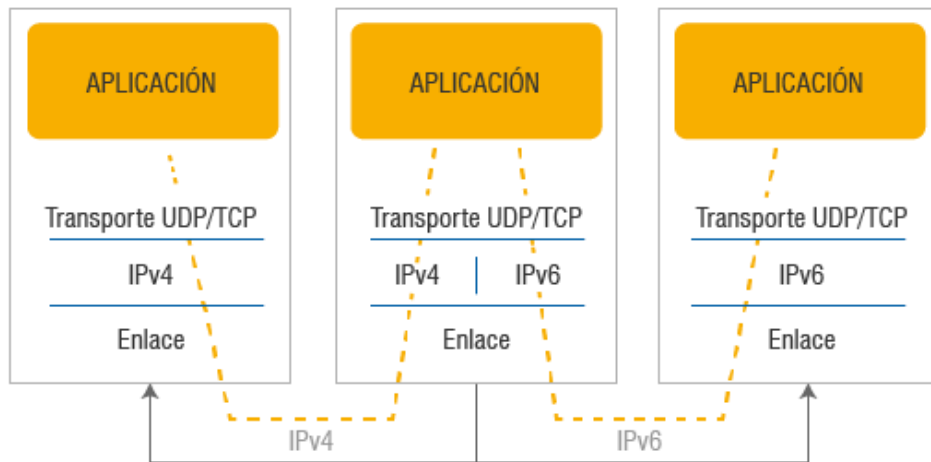 APLICACIÓN
Transporte UDP/TCP
IPv4
Enlace
APLICACIÓN
Transporte UDP/TCP
IPv4 IPv6
Enlace
APLICACIÓN
Transporte UDP/TCP
IPv6
Enlace
IPv4
IPv6